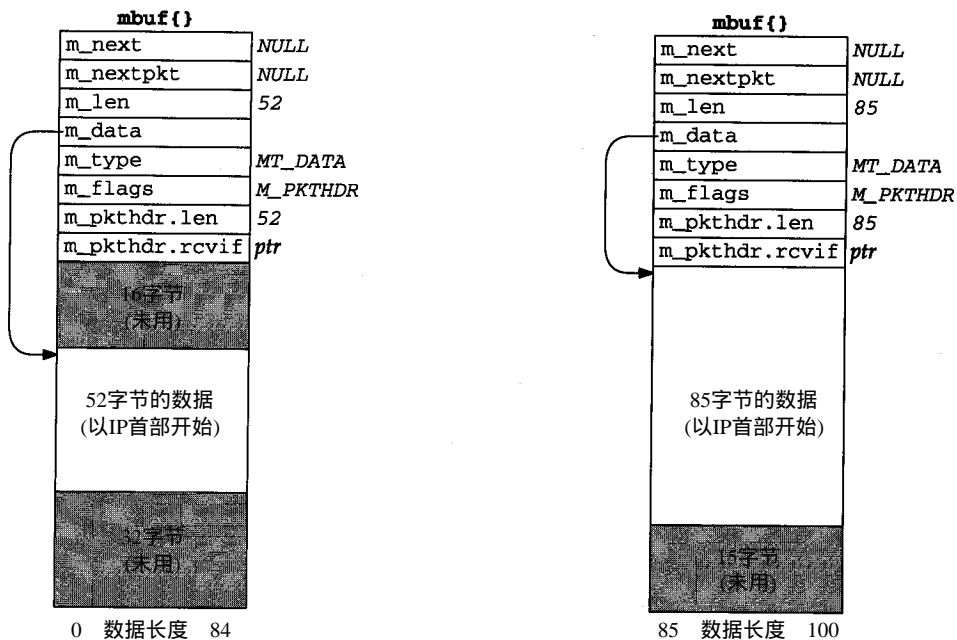 mbuf{}
m_next NULL
m_nextpkt NULL
m_len 52
m_data
m_type MT_DATA
m_flags M_PKTHDR
m_pkthdr.len 52
m_pkthdr.rcvif ptr
16字节
(未用)
52字节的数据
(以IP首部开始)
32字节
(未用)
0 数据长度 84
mbuf{}
m_next NULL
m_nextpkt NULL
m_len 85
m_data
m_type MT_DATA
m_flags M_PKTHDR
m_pkthdr.len 85
m_pkthdr.rcvif ptr
85字节的数据
(以IP首部开始)
15字节
(未用)
85 数据长度 100